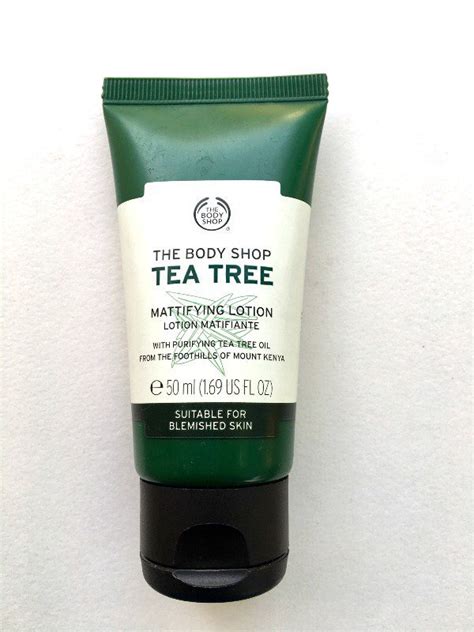 THE
BODY
SHOP
®
THE BODY SHOP
TEA TREE
MATTIFYING LOTION
LOTION MATIFIANTE
WITH PURIFYING TEA TREE OIL
FROM THE FOOTHILLS OF MOUNT KENYA
℮ 50 ml (1.69 US FL OZ)
SUITABLE FOR
BLEMISHED SKIN